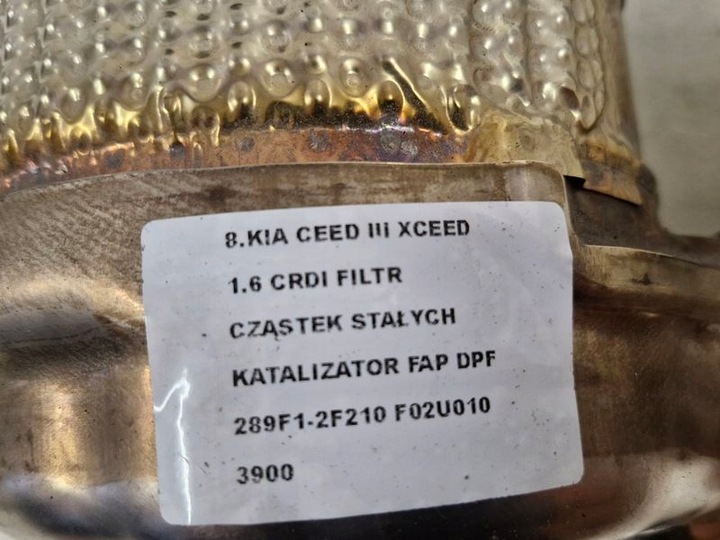 8.KIA CEED III XCEED
1.6 CRDI FILTR
CZĄSTEK STAŁYCH
KATALIZATOR FAP DPF
289F1-2F210 F02U010
3900